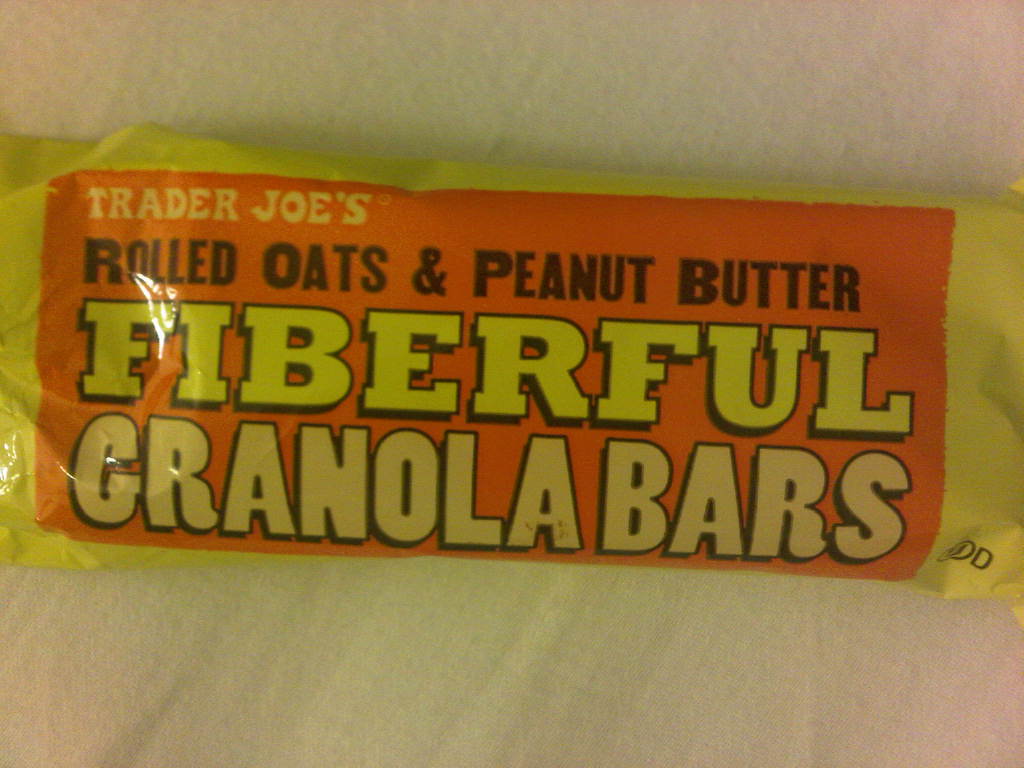 TRADER JOE'S®
ROLLED OATS & PEANUT BUTTER
FIBERFUL
GRANOLA BARS
D